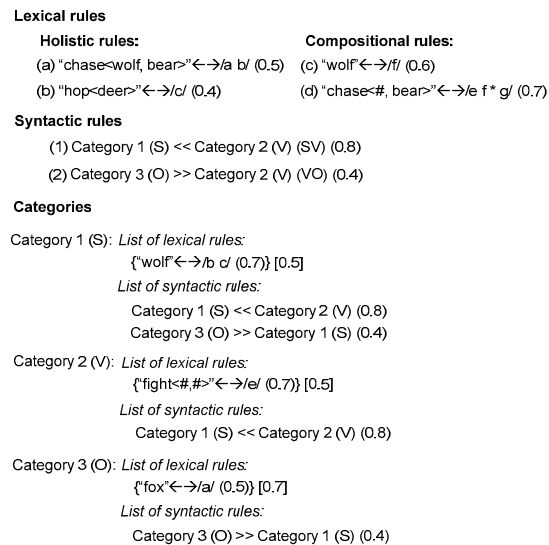 Lexical rules
Holistic rules: Compositional rules:
(a) "chase<wolf, bear>"←→/a b/ (0.5) (c) "wolf"←→/f/ (0.6)
(b) "hop<deer>"←→/c/ (0.4) (d) "chase<#, bear>"←→/e f * g/ (0.7)
Syntactic rules
(1) Category 1 (S) << Category 2 (V) (SV) (0.8)
(2) Category 3 (O) >> Category 2 (V) (VO) (0.4)
Categories
Category 1 (S): List of lexical rules:
{"wolf"←→/b c/ (0.7)} [0.5]
List of syntactic rules:
Category 1 (S) << Category 2 (V) (0.8)
Category 3 (O) >> Category 1 (S) (0.4)
Category 2 (V): List of lexical rules:
{"fight<#,#>"←→/e/ (0.7)} [0.5]
List of syntactic rules:
Category 1 (S) << Category 2 (V) (0.8)
Category 3 (O): List of lexical rules:
{"fox"←→/a/ (0.5)} [0.7]
List of syntactic rules:
Category 3 (O) >> Category 1 (S) (0.4)